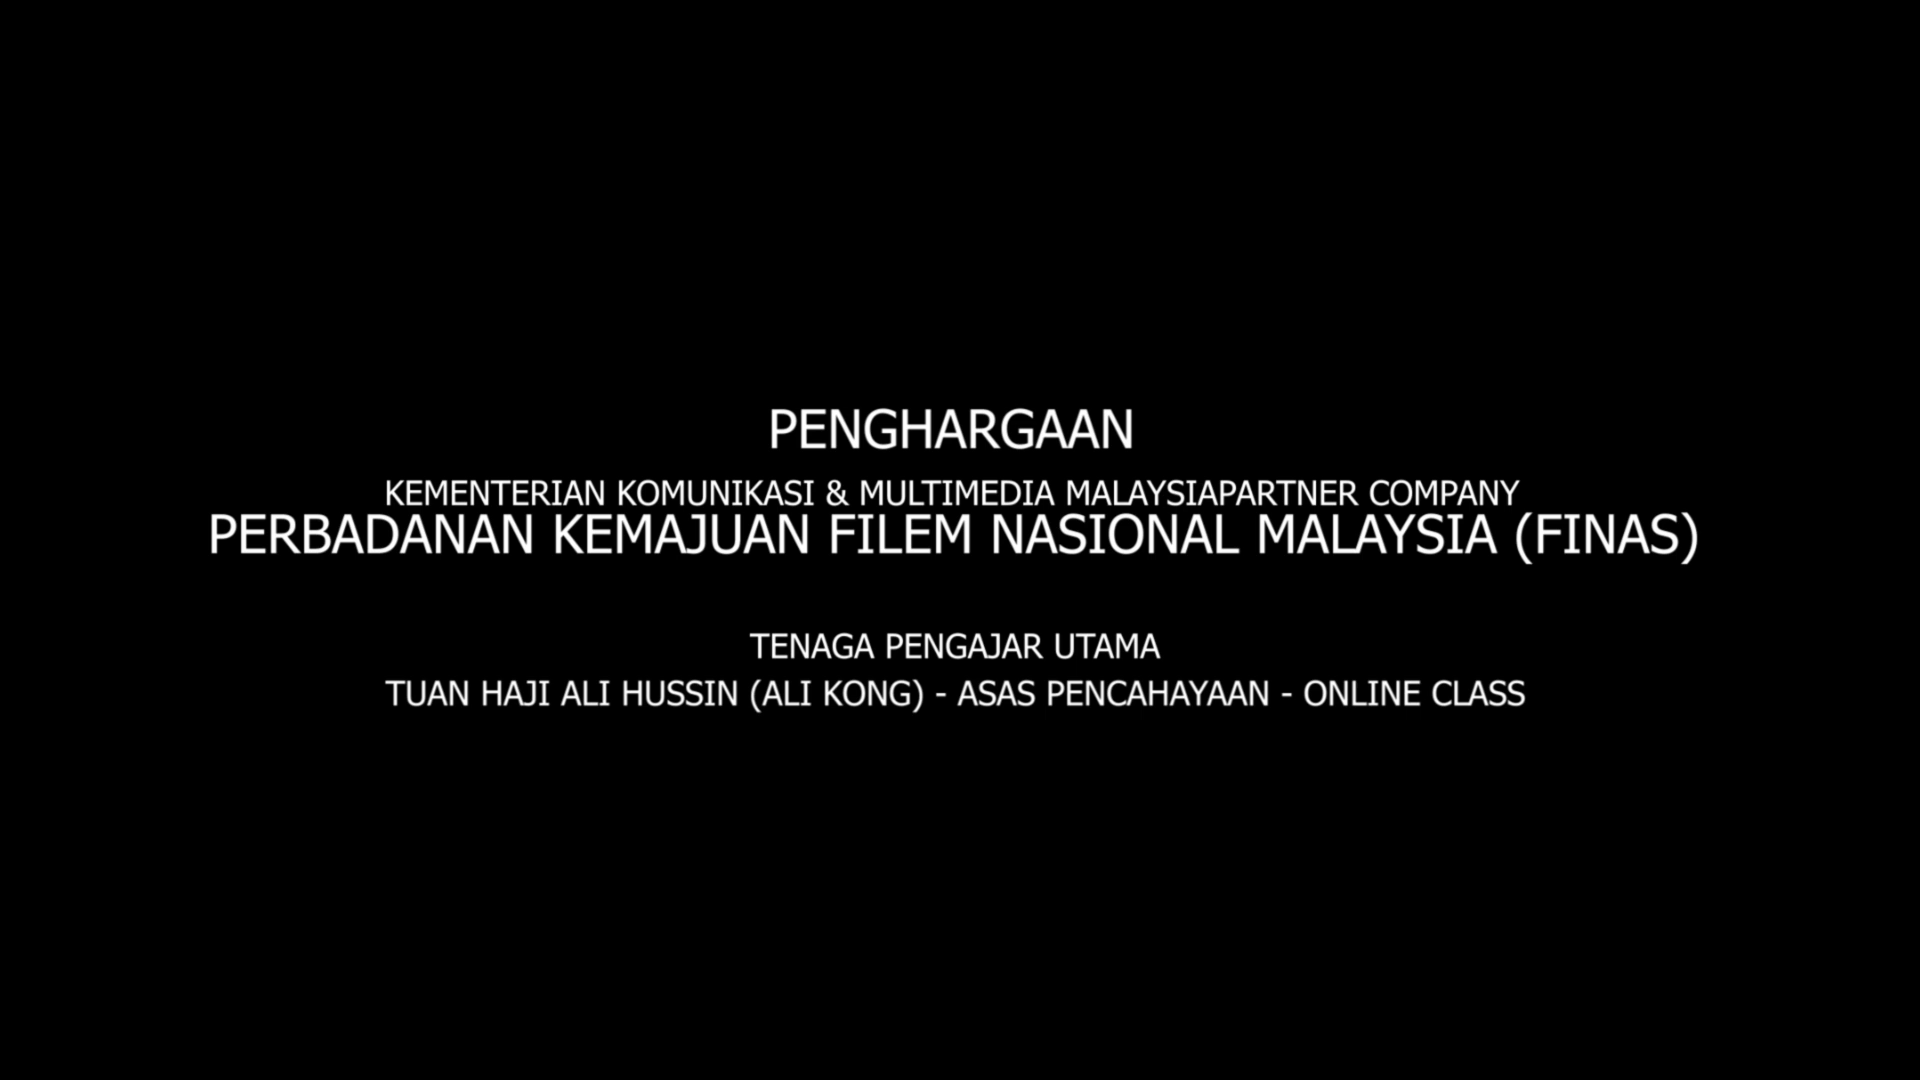 PENGHARGAAN
KEMENTERIAN KOMUNIKASI & MULTIMEDIA MALAYSIAPARTNER COMPANY
PERBADANAN KEMAJUAN FILEM NASIONAL MALAYSIA (FINAS)
TENAGA PENGAJAR UTAMA
TUAN HAJI ALI HUSSIN (ALI KONG) - ASAS PENCAHAYAAN - ONLINE CLASS